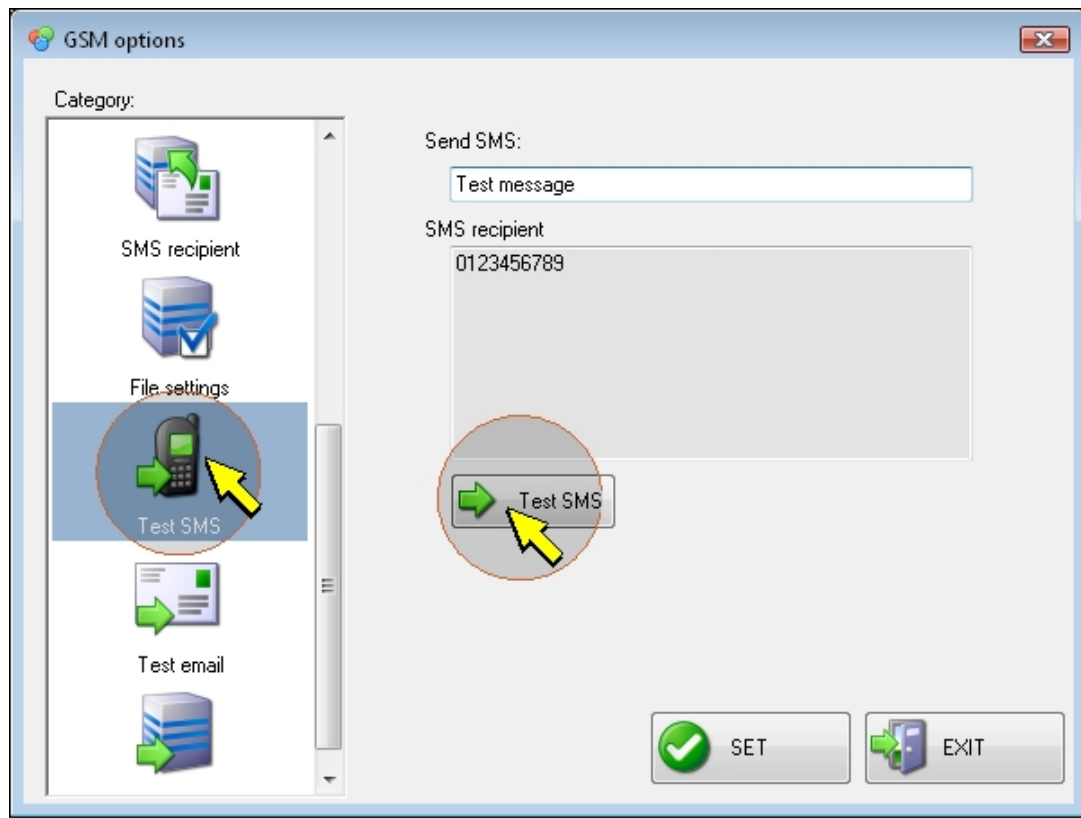 GSM options
Category:
SMS recipient
File settings
Test SMS
Test email
Send SMS:
Test message
SMS recipient
0123456789
Test SMS
SET
EXIT